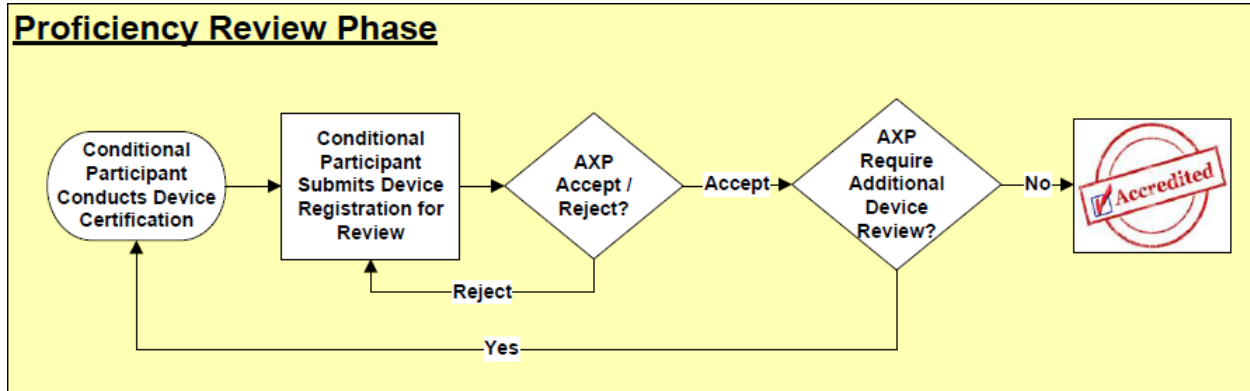 Proficiency Review Phase
Conditional
Participant
Conducts Device
Certification
Conditional
Participant
Submits Device
Registration for
Review
AXP
Accept /
Reject?
Accept
AXP
Require
Additional
Device
Review?
No
Accredited
Reject
Yes